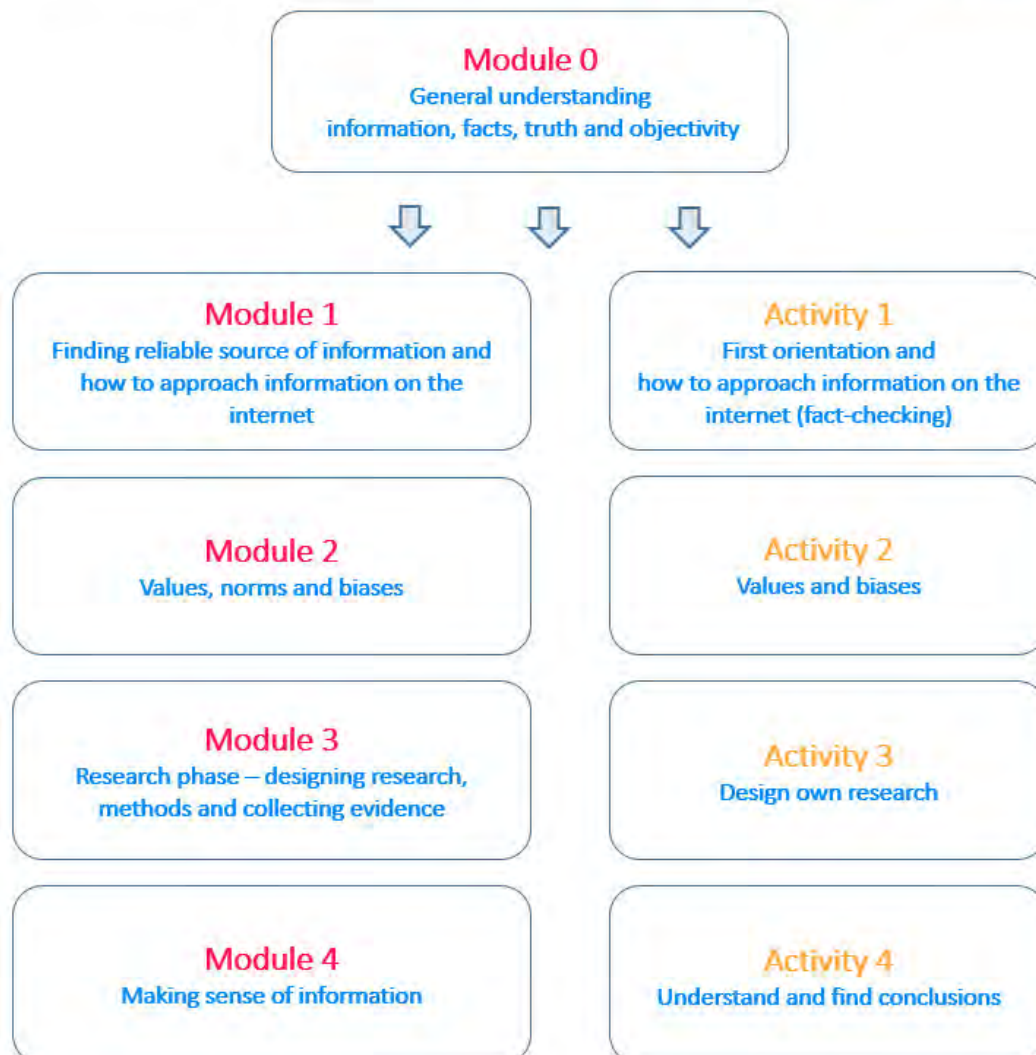 Module 0
General understanding
information, facts, truth and objectivity
Module 1
Finding reliable source of information and
how to approach information on the
internet
Activity 1
First orientation and
how to approach information on the
internet (fact-checking)
Module 2
Values, norms and biases
Activity 2
Values and biases
Module 3
Research phase – designing research,
methods and collecting evidence
Activity 3
Design own research
Module 4
Making sense of information
Activity 4
Understand and find conclusions